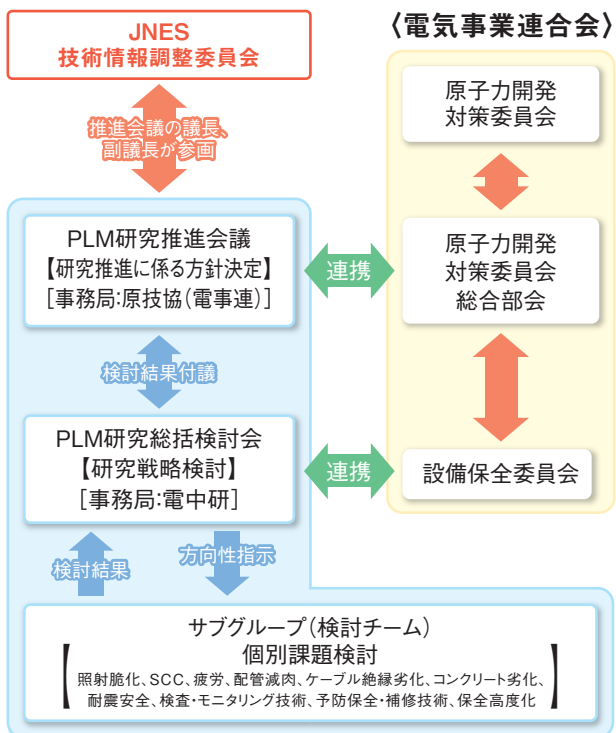 JNES
技術情報調整委員会
推進会議の議長、
副議長が参画
PLM研究推進会議
【研究推進に係る方針決定】
[事務局:原技協(電事連)]
検討結果付議
PLM研究総括検討会
【研究戦略検討】
[事務局:電中研]
検討結果
方向性指示
サブグループ(検討チーム)
個別課題検討
【照射脆化、SCC、疲労、配管減肉、ケーブル絶縁劣化、コンクリート劣化、
耐震安全、検査・モニタリング技術、予防保全・補修技術、保全高度化】
連携
連携
〈電気事業連合会〉
原子力開発
対策委員会
原子力開発
対策委員会
総合部会
設備保全委員会